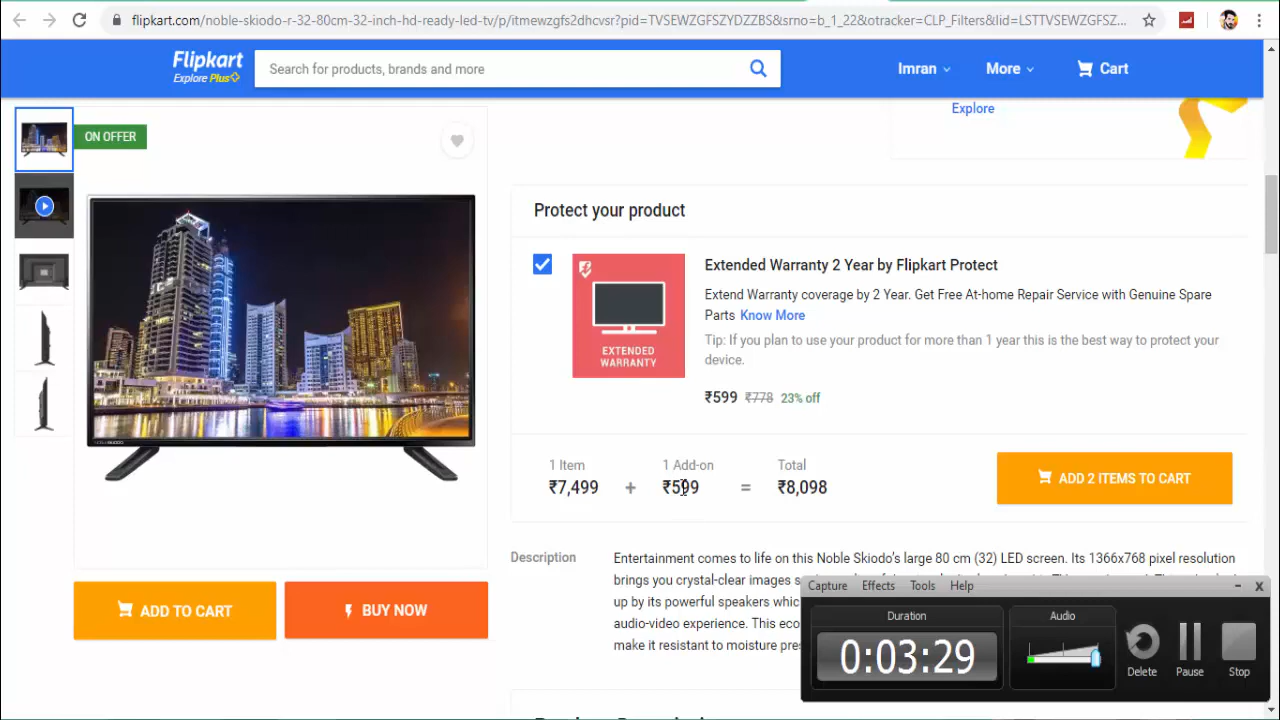 flipkart.com/noble-skiodo-r-32-80cm-32-inch-hd-ready-led-tv/p/itmewzgfs2dhcvsr?pid=TVSEWZGFSZYDZZBS&srno=b_1_22&otracker=CLP_Filters&lid=LSTTVSEWZGFSZ...
Flipkart
Explore Plus
Search for products, brands and more
Imran
More
Cart
Explore
ON OFFER
Protect your product
Extended Warranty 2 Year by Flipkart Protect
Extend Warranty coverage by 2 Year. Get Free At-home Repair Service with Genuine Spare
Parts Know More
Tip: If you plan to use your product for more than 1 year this is the best way to protect your
device.
EXTENDED
WARRANTY
₹599 ₹778 23% off
1 Item
1 Add-on
Total
₹7,499 + ₹599 = ₹8,098
ADD 2 ITEMS TO CART
Description
Entertainment comes to life on this Noble Skiodo's large 80 cm (32) LED screen. Its 1366x768 pixel resolution
brings you crystal-clear images
up by its powerful speakers
audio-video experience. This
make it resistant to moisture
ADD TO CART
BUY NOW
Capture Effects Tools Help
Duration
Audio
0:03:29
Delete
Pause
Stop